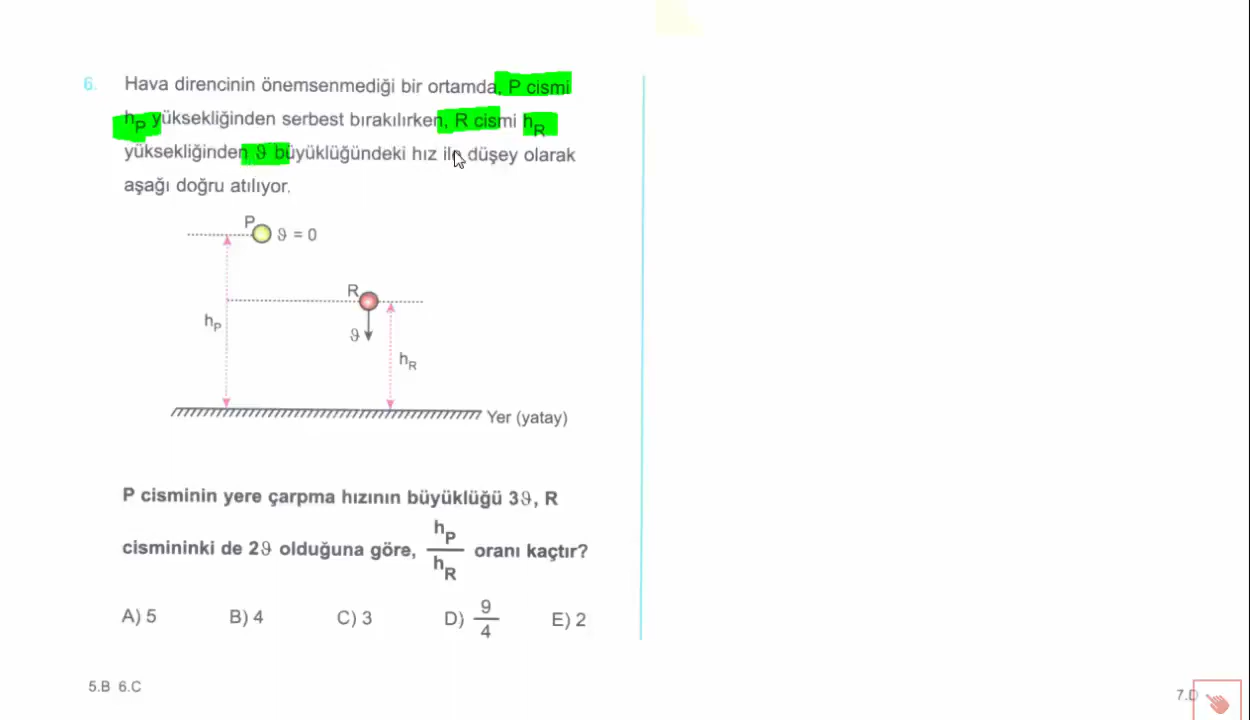 6. Hava direncinin önemsenmediği bir ortamda, P cismi
hP yüksekliğinden serbest bırakılırken, R cismi hR
yüksekliğinden ϑ büyüklüğündeki hız ile düşey olarak
aşağı doğru atılıyor.
P
ϑ = 0
R
hP
ϑ
hR
Yer (yatay)
P cisminin yere çarpma hızının büyüklüğü 3ϑ, R
cismininki de 2ϑ olduğuna göre, hP/hR oranı kaçtır?
A) 5 B) 4 C) 3 D) 9/4 E) 2
5.B 6.C
7.D